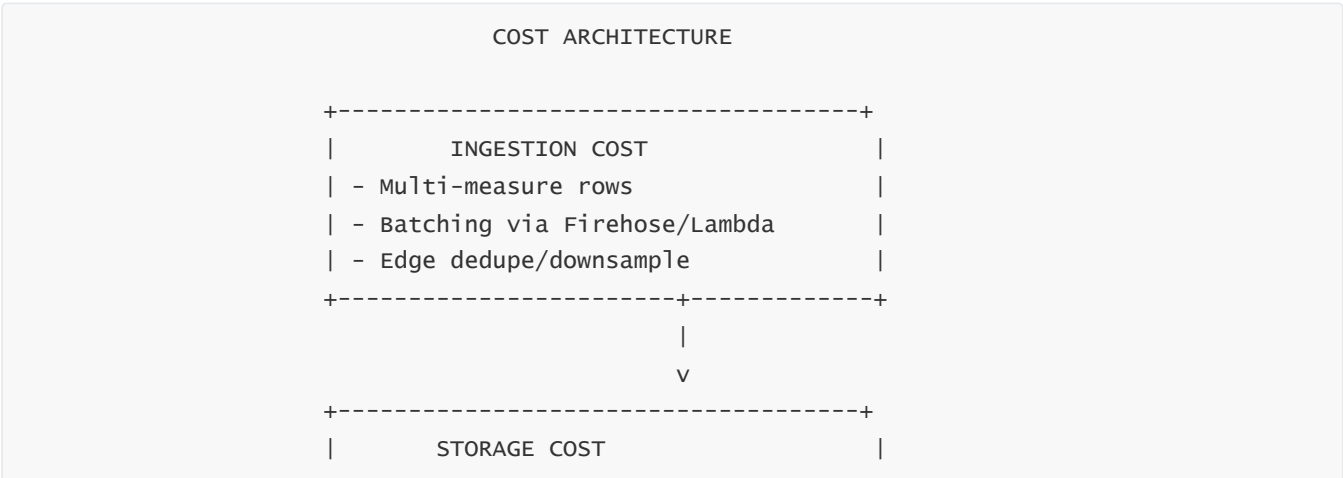 COST ARCHITECTURE
+-------------------------------------+
|        INGESTION COST                |
| - Multi-measure rows                 |
| - Batching via Firehose/Lambda       |
| - Edge dedupe/downsample             |
+------------------------+-------------+
|
v
+-------------------------------------+
|       STORAGE COST                   |